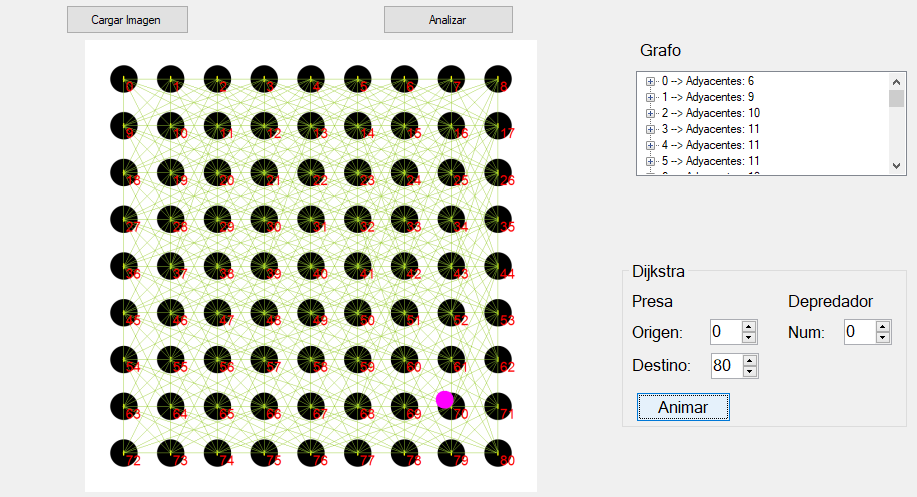 Cargar Imagen
Analizar
Grafo
0 --> Adyacentes: 6
1 --> Adyacentes: 9
2 --> Adyacentes: 10
3 --> Adyacentes: 11
4 --> Adyacentes: 11
5 --> Adyacentes: 11
0 1 2 3 4 5 6 7 8
9 10 11 12 13 14 15 16 17
18 19 20 21 22 23 24 25 26
27 28 29 30 31 32 33 34 35
36 37 38 39 40 41 42 43 44
45 46 47 48 49 50 51 52 53
54 55 56 57 58 59 60 61 62
63 64 65 66 67 68 69 70 71
72 73 74 75 76 77 78 79 80
Dijkstra
Presa
Depredador
Origen: 0
Num: 0
Destino: 80
Animar